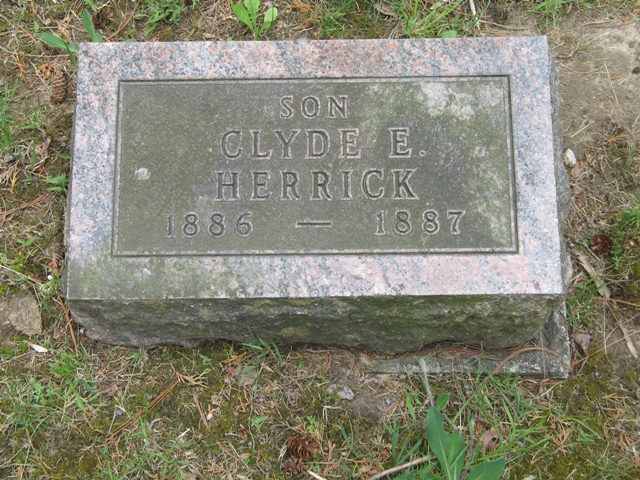 SON
CLYDE E.
HERRICK
1886 — 1887